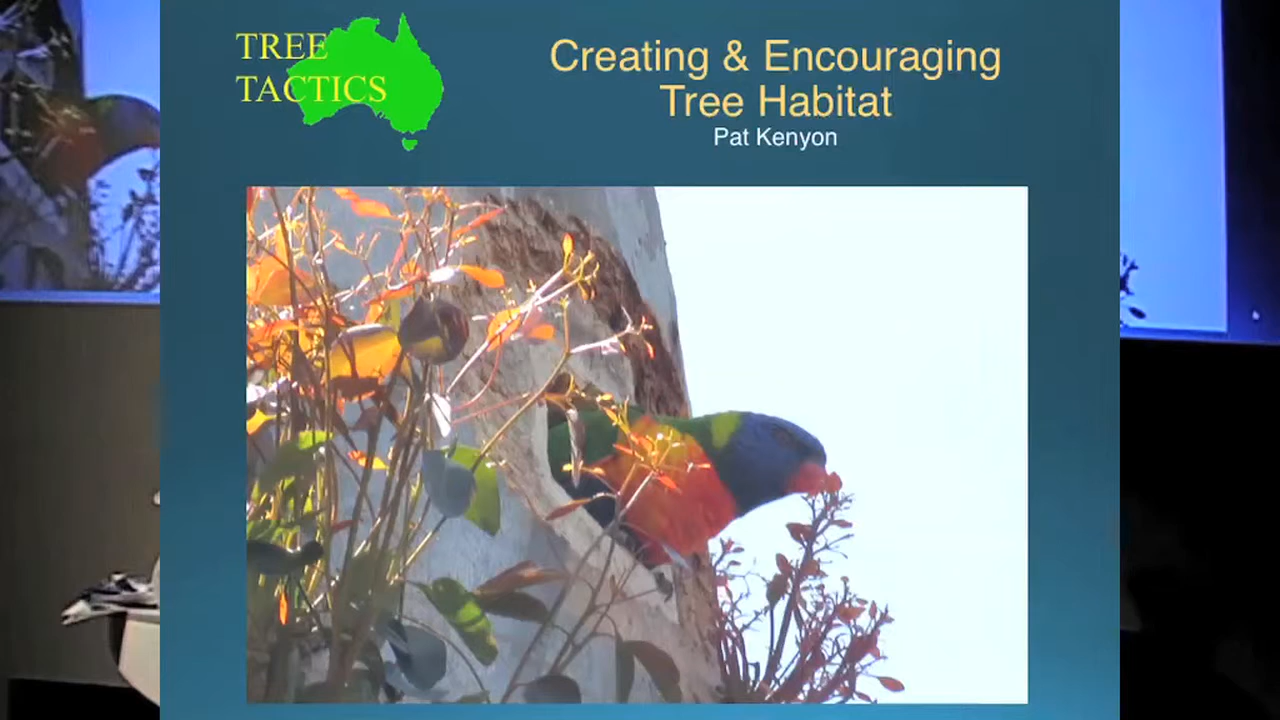 TREE
TACTICS
Creating & Encouraging
Tree Habitat
Pat Kenyon